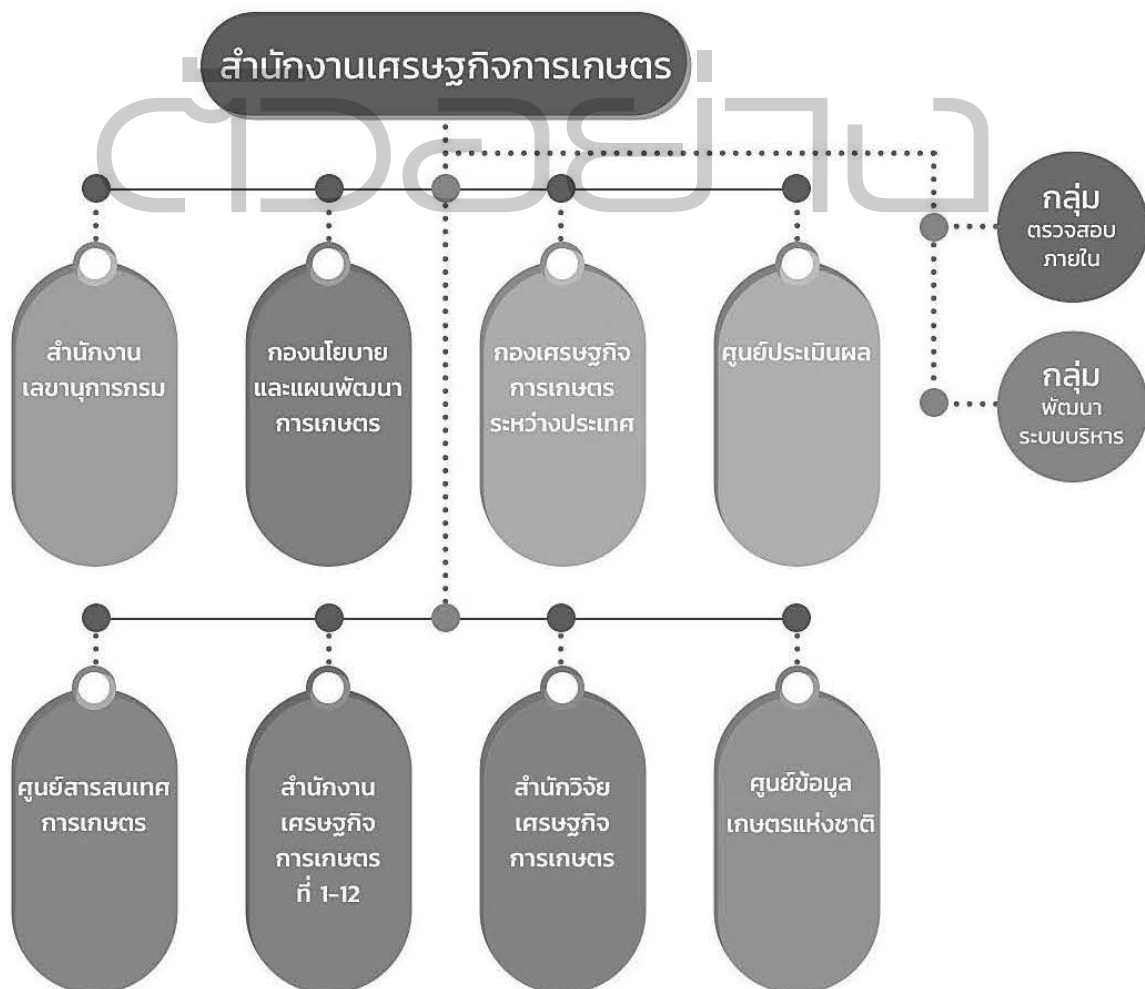 สำนักงานเศรษฐกิจการเกษตร
ตัวอย่าง
กลุ่ม
ตรวจสอบ
ภายใน
กลุ่ม
พัฒนา
ระบบบริหาร
สำนักงาน
เลขานุการกรม
กองนโยบาย
และแผนพัฒนา
การเกษตร
กองเศรษฐกิจ
การเกษตร
ระหว่างประเทศ
ศูนย์ประเมินผล
ศูนย์สารสนเทศ
การเกษตร
สำนักงาน
เศรษฐกิจ
การเกษตร
ที่ 1-12
สำนักวิจัย
เศรษฐกิจ
การเกษตร
ศูนย์ข้อมูล
เกษตรแห่งชาติ